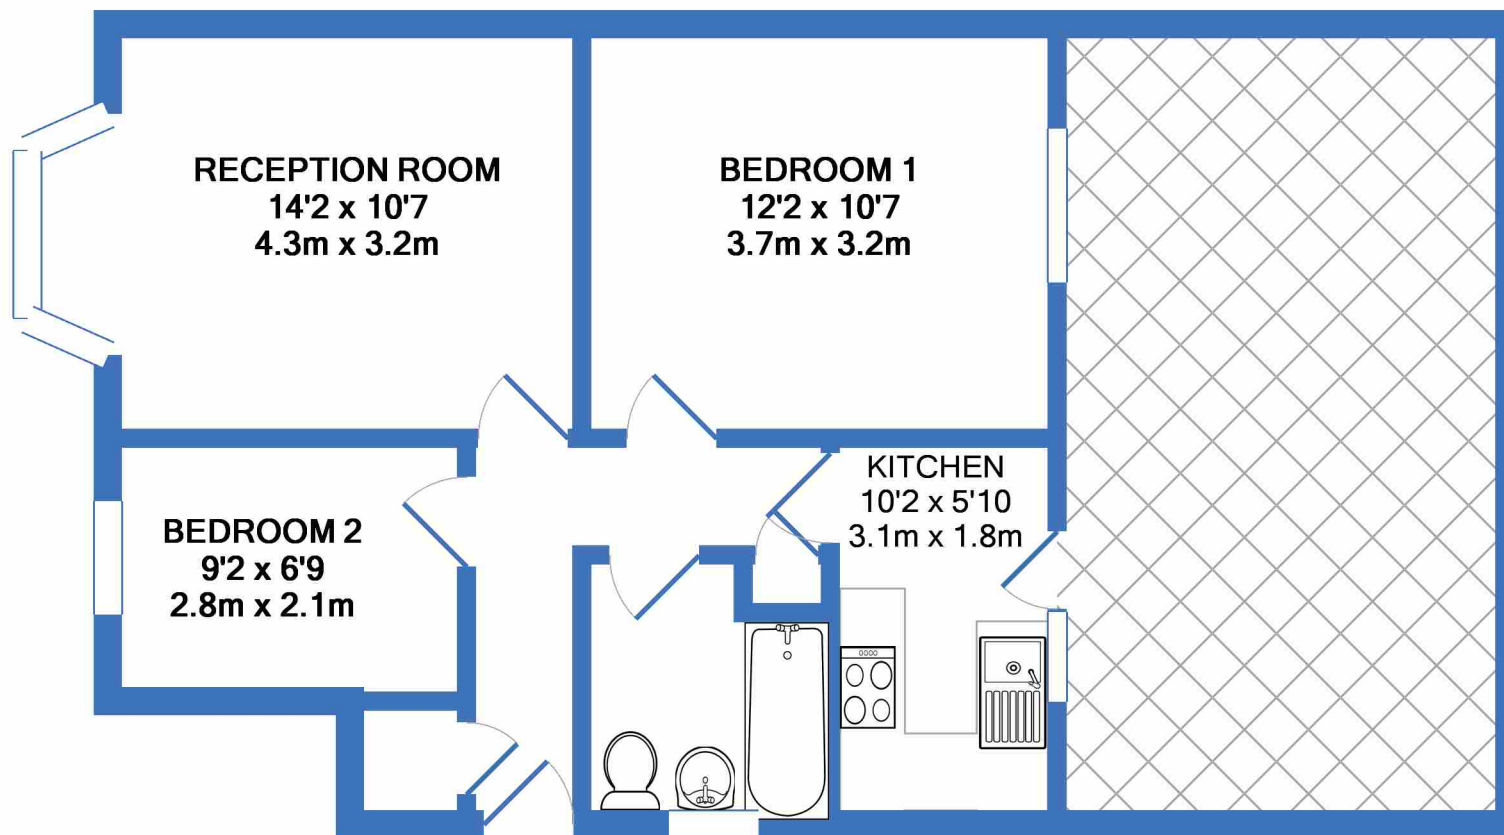 RECEPTION ROOM
14'2 x 10'7
4.3m x 3.2m
BEDROOM 1
12'2 x 10'7
3.7m x 3.2m
KITCHEN
10'2 x 5'10
3.1m x 1.8m
BEDROOM 2
9'2 x 6'9
2.8m x 2.1m